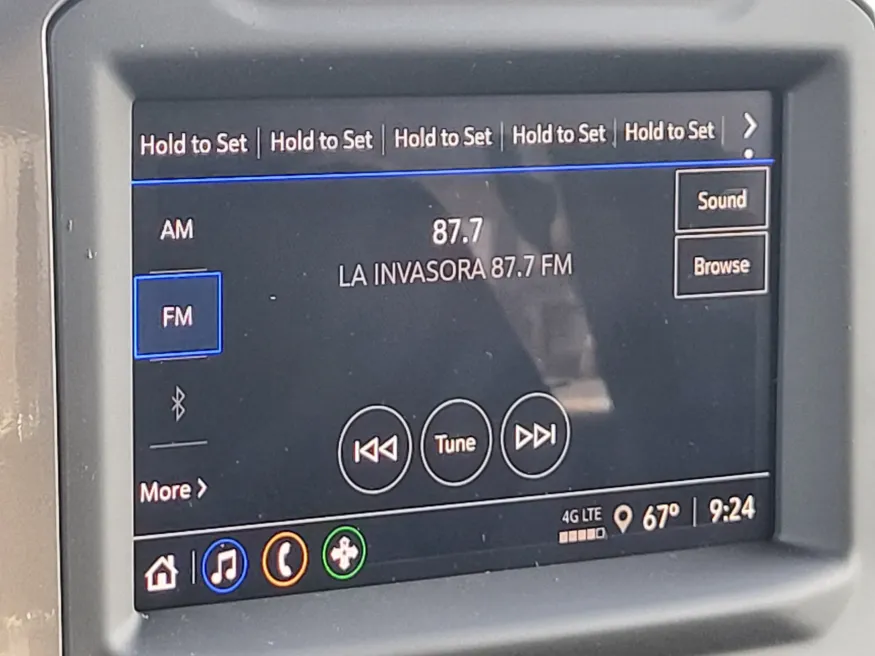 Hold to Set Hold to Set Hold to Set Hold to Set Hold to Set
Sound
AM
87.7
LA INVASORA 87.7 FM
Browse
FM
Tune
More
4G LTE
67°
9:24